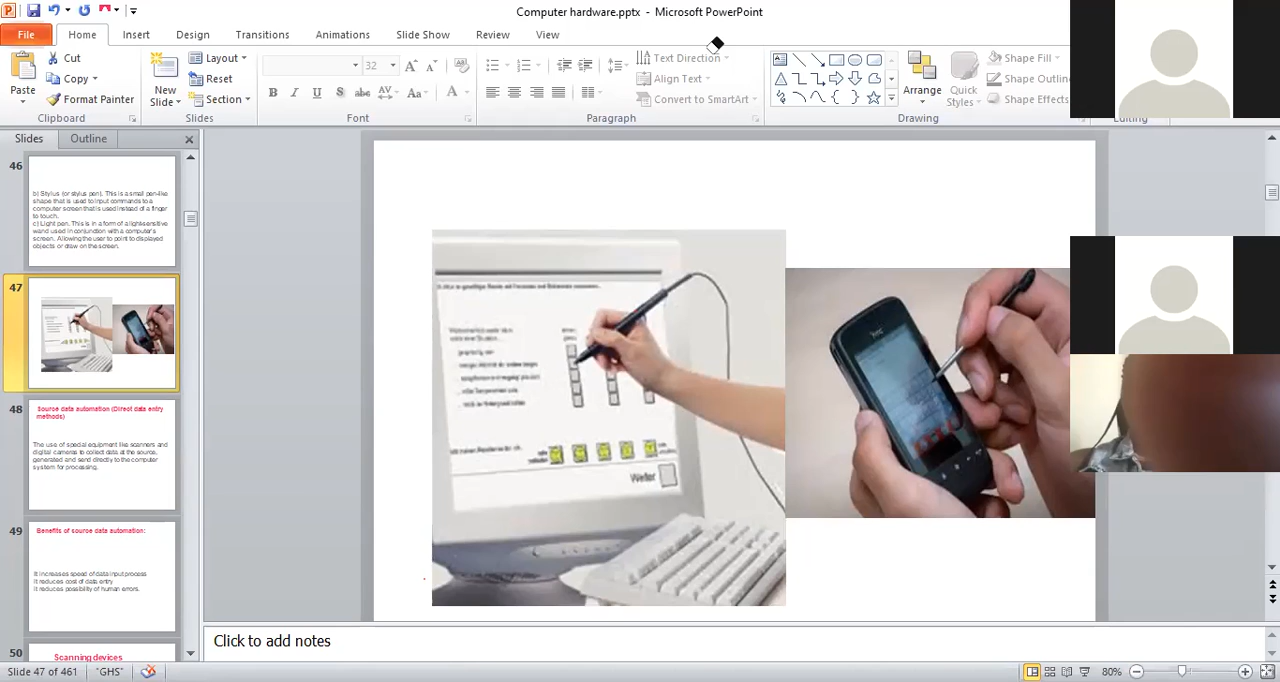 Computer hardware.pptx - Microsoft PowerPoint
File Home Insert Design Transitions Animations Slide Show Review View
Cut
Copy
Format Painter
Paste
Clipboard
New
Slide
Layout
Reset
Section
Slides
32
Font
Text Direction
Align Text
Convert to SmartArt
Paragraph
Arrange
Quick
Styles
Shape Fill
Shape Outlin
Shape Effects
Drawing
Editing
Slides Outline
46
b) Stylus (or stylus pen). This is a small pen-like
shape that is used to input commands to a
computer screen that is used instead of a finger
to touch.
c) Light pen. This is in a form of a light-sensitive
wand used in conjunction with a computer's
screen. Allowing the user to point to displayed
objects or draw on the screen.
47
48
Source data automation (Direct data entry
methods)
The use of special equipment like scanners and
digital cameras to collect data at the source,
generated and send directly to the computer
system for processing.
49
Benefits of source data automation:
It increases speed of data input process
It reduces cost of data entry
It reduces possibility of human errors.
50
Scanning devices
Weiter
htc
Click to add notes
Slide 47 of 461 "GHS" 80%